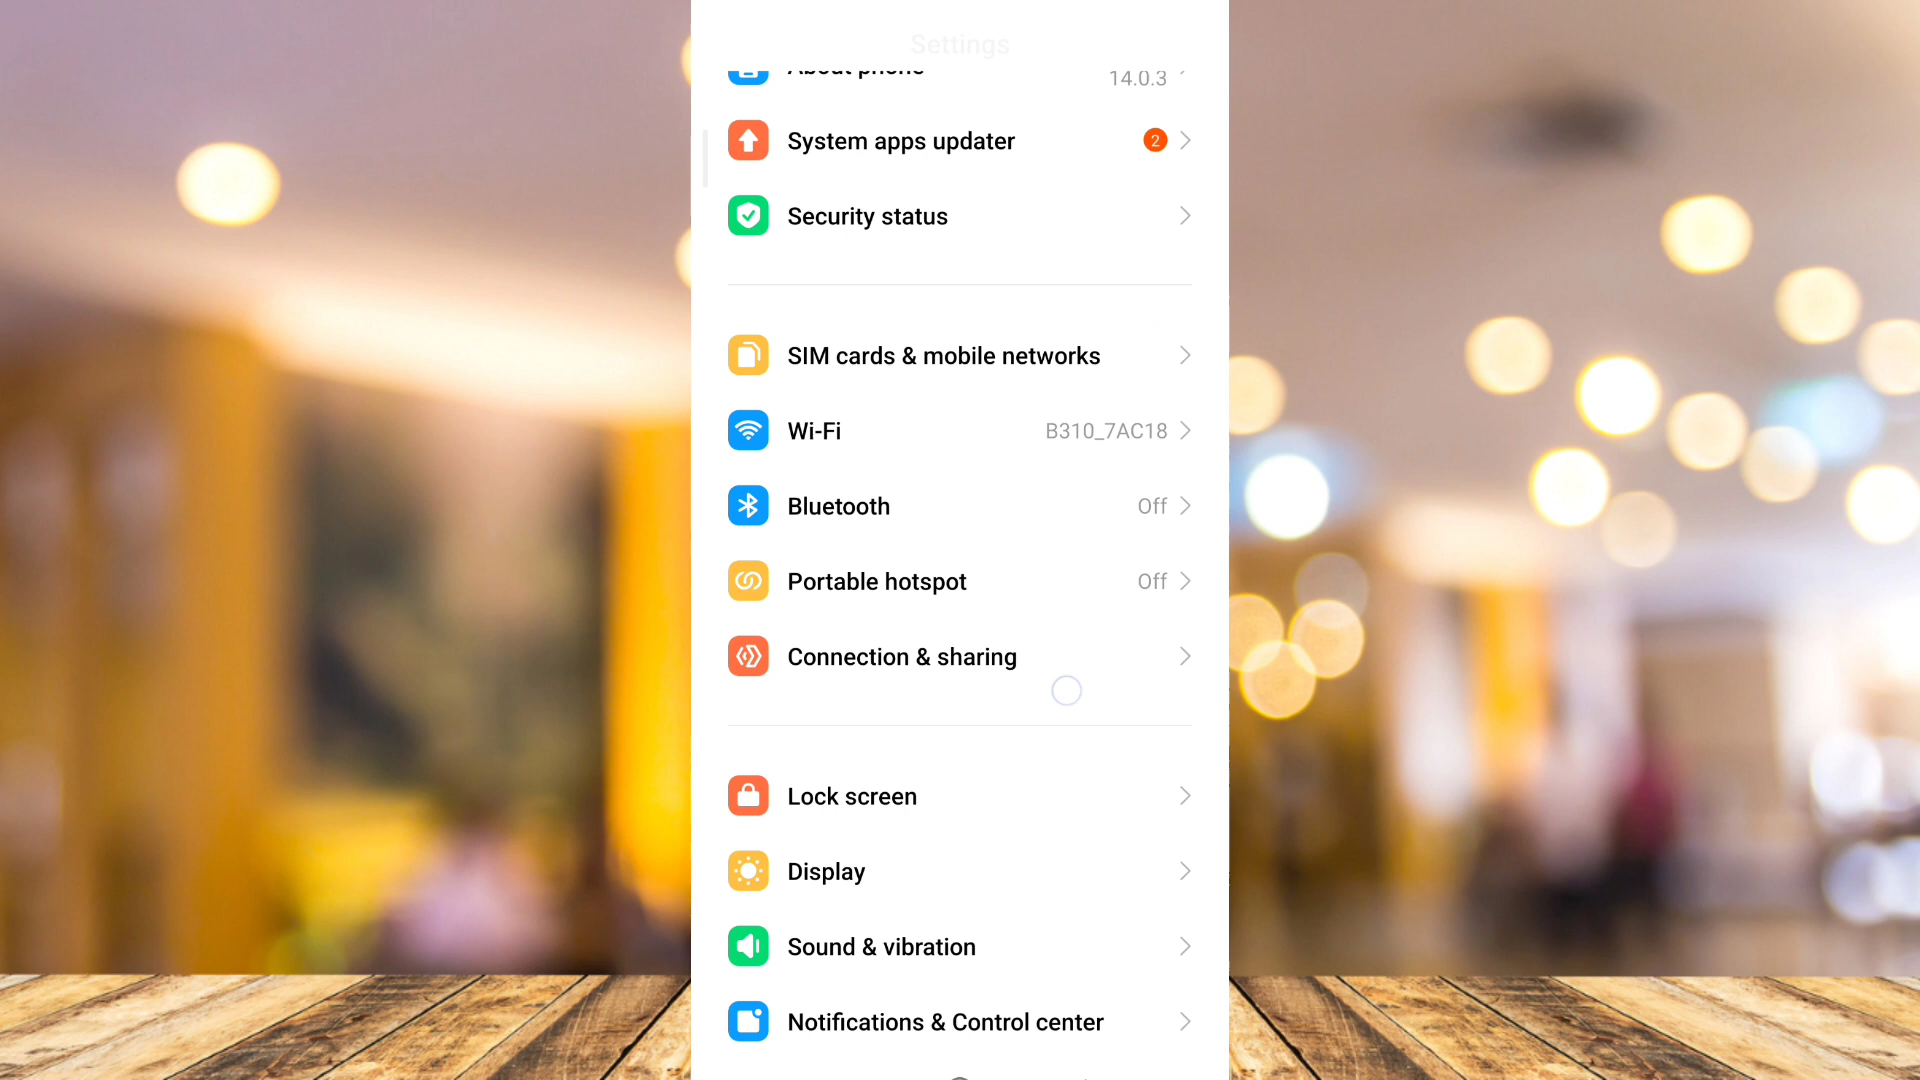 Settings
About phone
14.0.3
System apps updater
2
Security status
SIM cards & mobile networks
Wi-Fi
B310_7AC18
Bluetooth
Off
Portable hotspot
Off
Connection & sharing
Lock screen
Display
Sound & vibration
Notifications & Control center